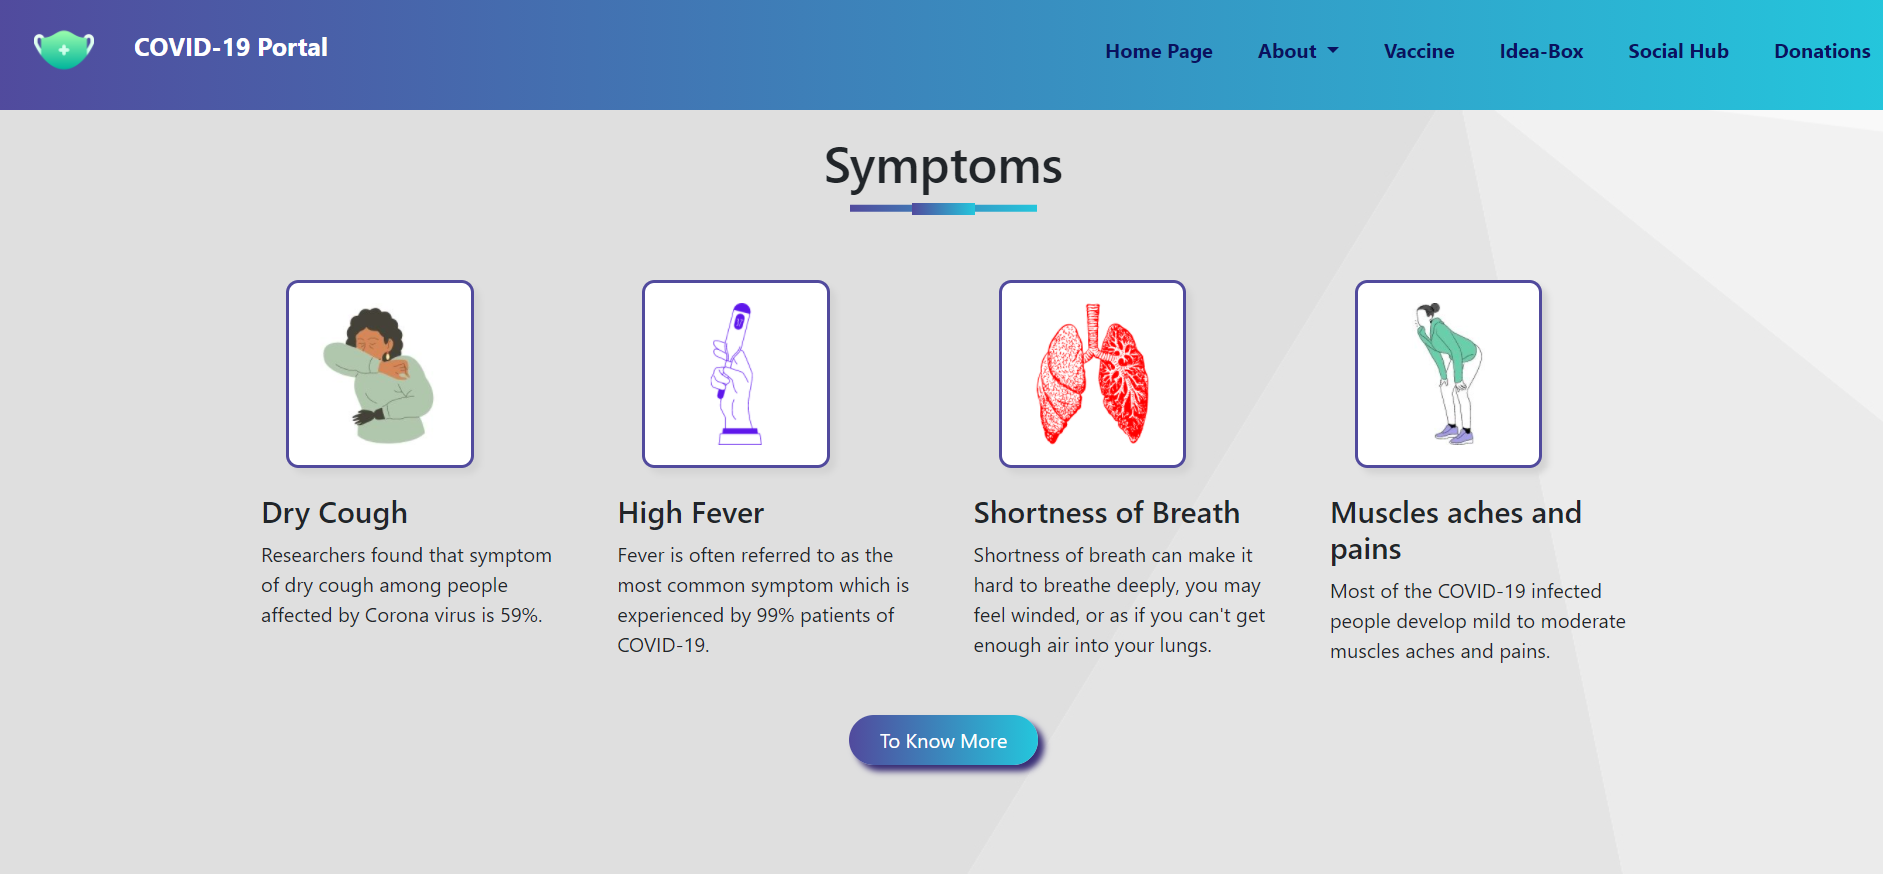 COVID-19 Portal
Home Page About Vaccine Idea-Box Social Hub Donations
Symptoms
Dry Cough
Researchers found that symptom
of dry cough among people
affected by Corona virus is 59%.
High Fever
Fever is often referred to as the
most common symptom which is
experienced by 99% patients of
COVID-19.
Shortness of Breath
Shortness of breath can make it
hard to breathe deeply, you may
feel winded, or as if you can't get
enough air into your lungs.
Muscles aches and
pains
Most of the COVID-19 infected
people develop mild to moderate
muscles aches and pains.
To Know More